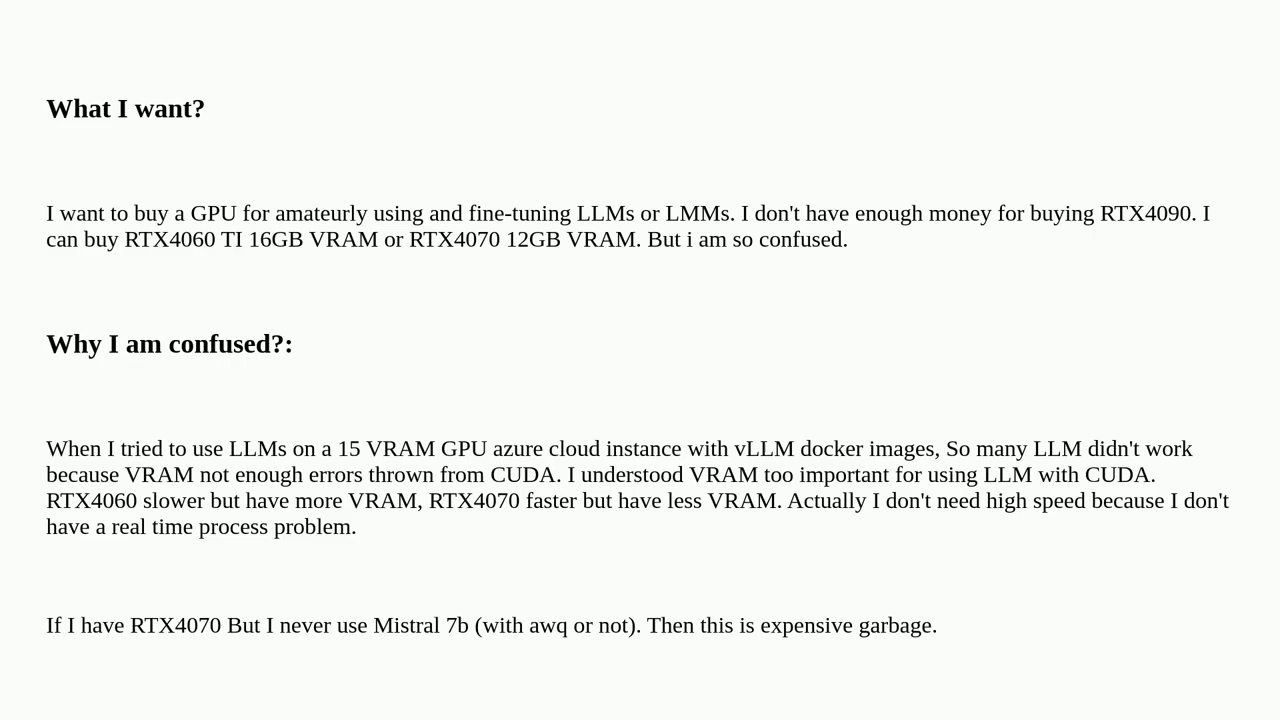 What I want?
I want to buy a GPU for amateurly using and fine-tuning LLMs or LMMs. I don't have enough money for buying RTX4090. I
can buy RTX4060 TI 16GB VRAM or RTX4070 12GB VRAM. But i am so confused.
Why I am confused?:
When I tried to use LLMs on a 15 VRAM GPU azure cloud instance with vLLM docker images, So many LLM didn't work
because VRAM not enough errors thrown from CUDA. I understood VRAM too important for using LLM with CUDA.
RTX4060 slower but have more VRAM, RTX4070 faster but have less VRAM. Actually I don't need high speed because I don't
have a real time process problem.
If I have RTX4070 But I never use Mistral 7b (with awq or not). Then this is expensive garbage.